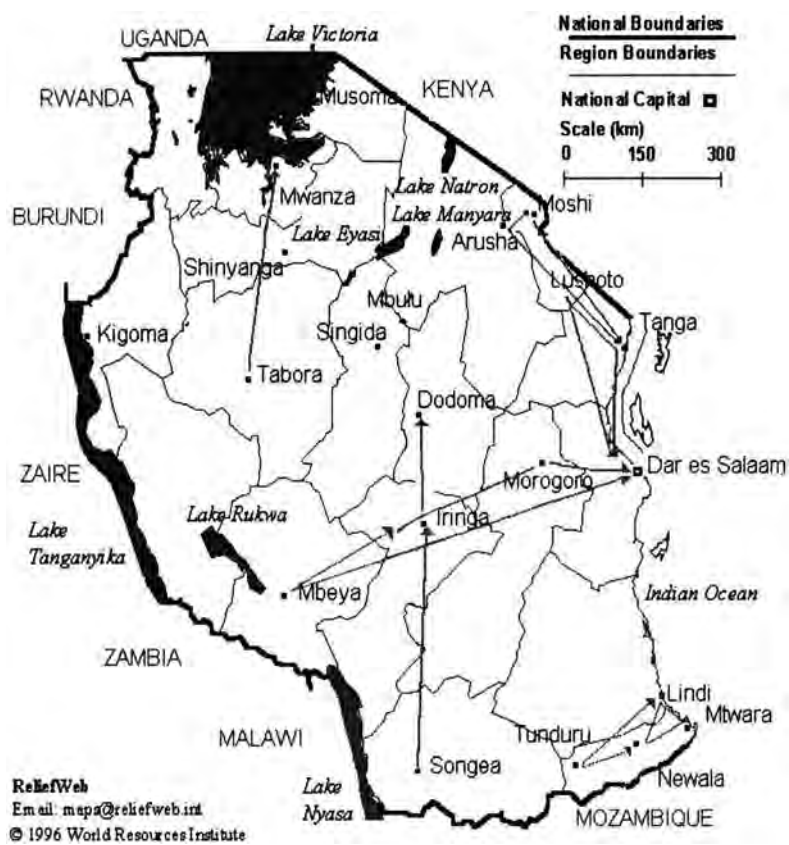 UGANDA
Lake Victoria
National Boundaries
Region Boundaries
RWANDA
Musoma
KENYA
National Capital
Scale (km)
0 150 300
Mwanza
Lake Natron
Lake Manyara
Moshi
BURUNDI
Lake Eyasi
Arusha
Shinyanga
Lushoto
Mbulu
Kigoma
Singida
Tanga
Tabora
Dodoma
ZAIRE
Morogoro
Dar es Salaam
Lake Rukwa
Iringa
Lake
Tanganyika
Mbeya
Indian Ocean
ZAMBIA
Lindi
Mtwara
MALAWI
Tunduru
Songea
Newala
ReliefWeb
Email: maps@reliefweb.int
© 1996 World Resources Institute
Lake
Nyasa
MOZAMBIQUE